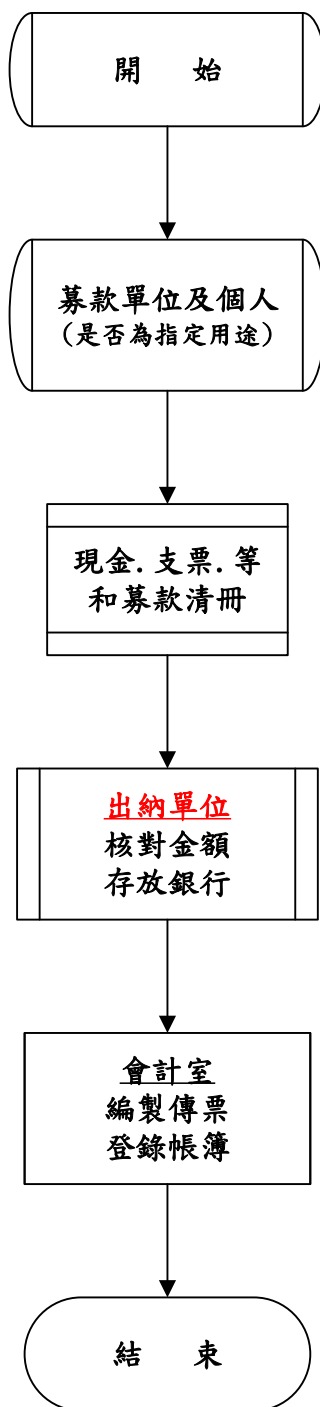 開 始
募款單位及個人
(是否為指定用途)
現金.支票.等
和募款清冊
出納單位
核對金額
存放銀行
會計室
編製傳票
登錄帳簿
結 束